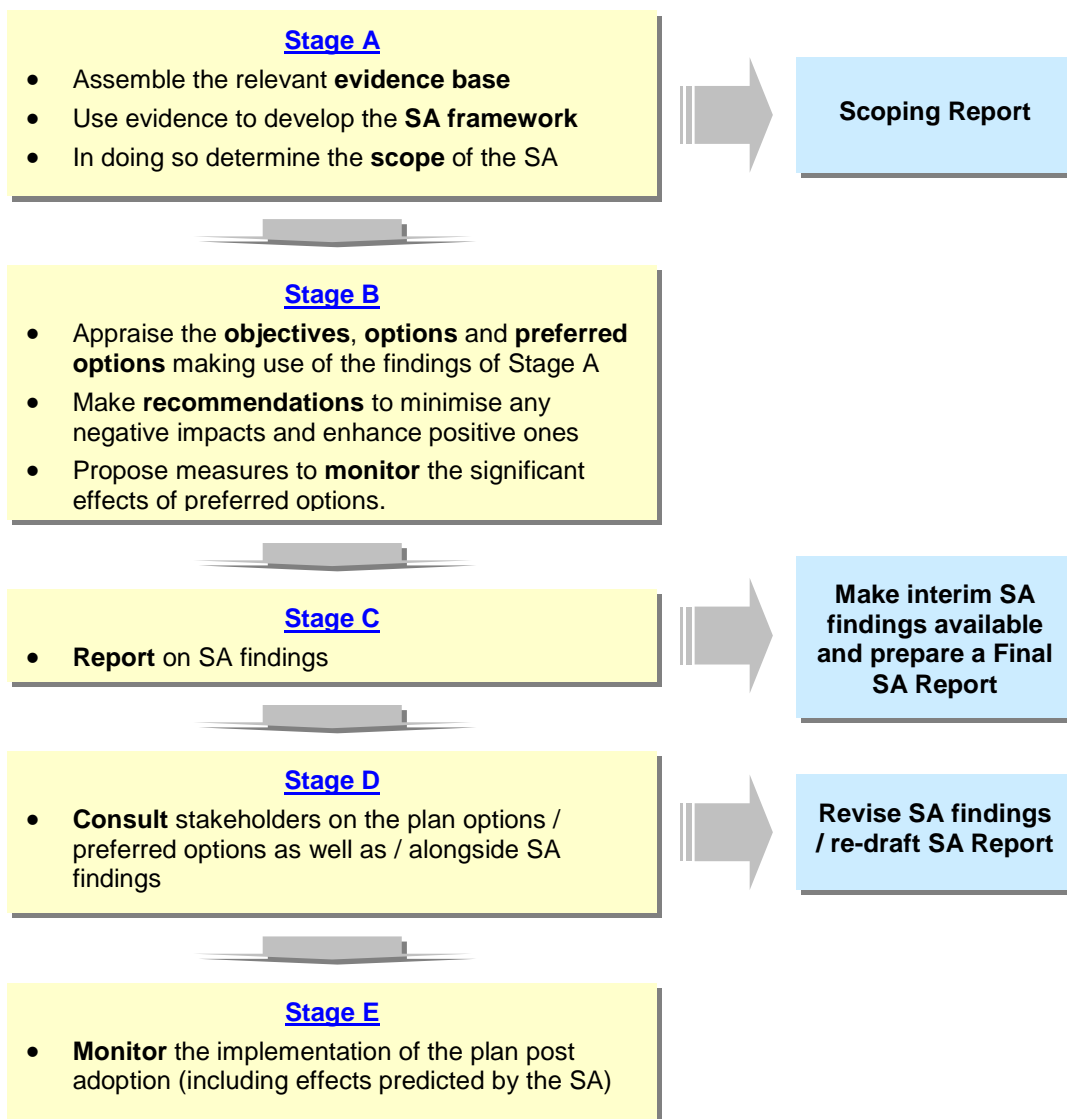 Stage A
• Assemble the relevant evidence base
• Use evidence to develop the SA framework
• In doing so determine the scope of the SA
Scoping Report
Stage B
• Appraise the objectives, options and preferred
options making use of the findings of Stage A
• Make recommendations to minimise any
negative impacts and enhance positive ones
• Propose measures to monitor the significant
effects of preferred options.
Stage C
• Report on SA findings
Make interim SA
findings available
and prepare a Final
SA Report
Stage D
• Consult stakeholders on the plan options /
preferred options as well as / alongside SA
findings
Revise SA findings
/ re-draft SA Report
Stage E
• Monitor the implementation of the plan post
adoption (including effects predicted by the SA)